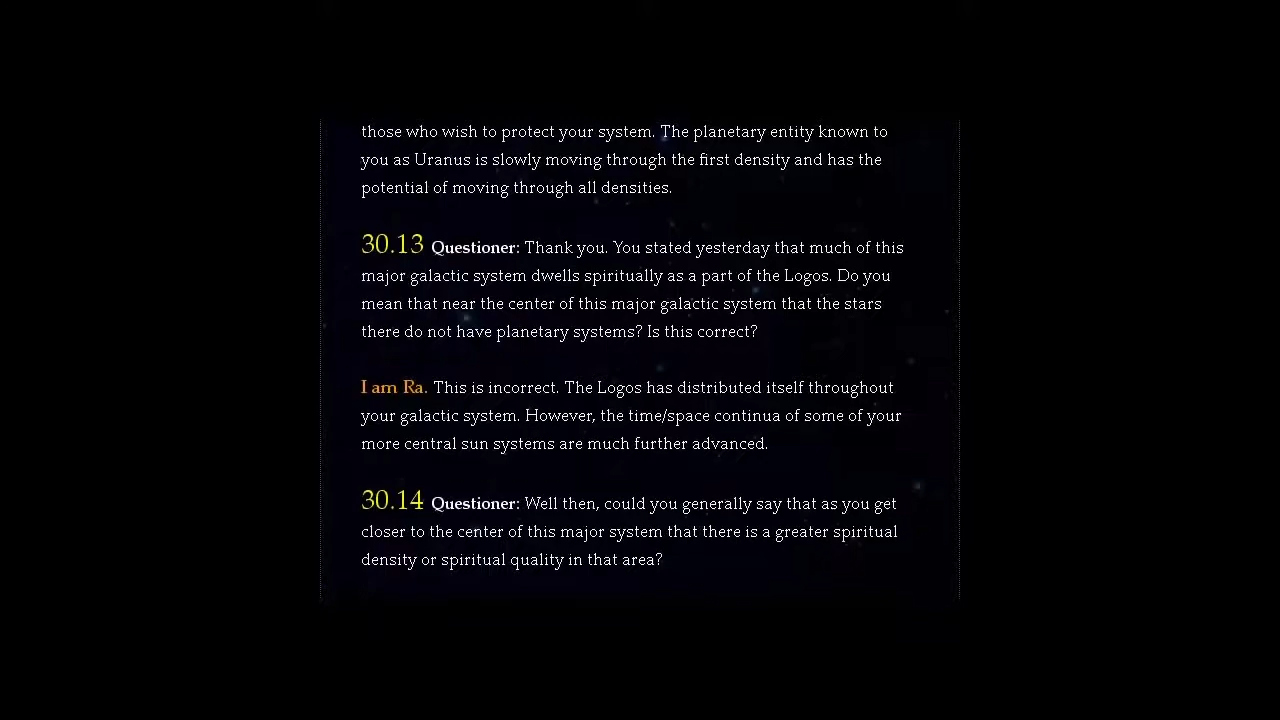 those who wish to protect your system. The planetary entity known to
you as Uranus is slowly moving through the first density and has the
potential of moving through all densities.
30.13 Questioner: Thank you. You stated yesterday that much of this
major galactic system dwells spiritually as a part of the Logos. Do you
mean that near the center of this major galactic system that the stars
there do not have planetary systems? Is this correct?
I am Ra. This is incorrect. The Logos has distributed itself throughout
your galactic system. However, the time/space continua of some of your
more central sun systems are much further advanced.
30.14 Questioner: Well then, could you generally say that as you get
closer to the center of this major system that there is a greater spiritual
density or spiritual quality in that area?